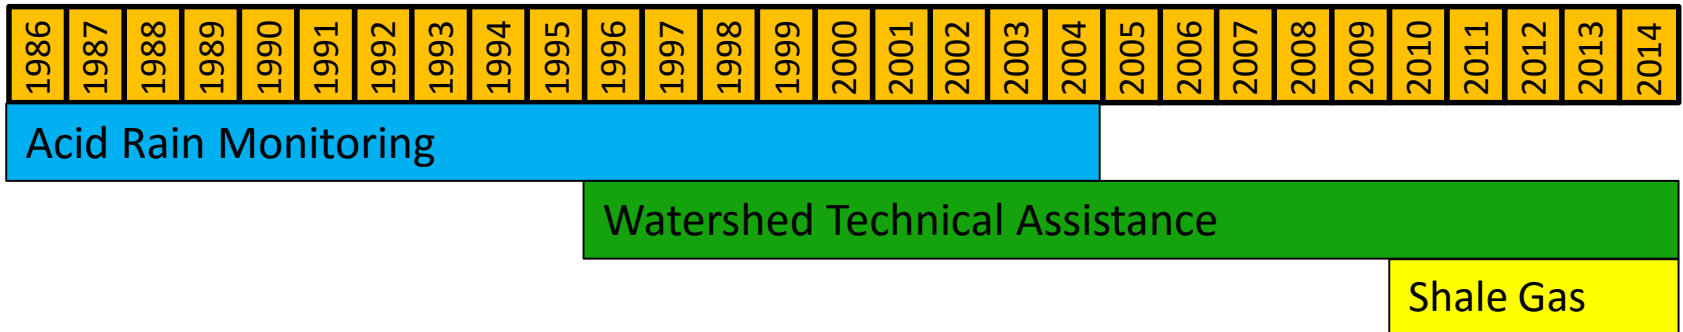 1986 1987 1988 1989 1990 1991 1992 1993 1994 1995 1996 1997 1998 1999 2000 2001 2002 2003 2004 2005 2006 2007 2008 2009 2010 2011 2012 2013 2014
Acid Rain Monitoring
Watershed Technical Assistance
Shale Gas